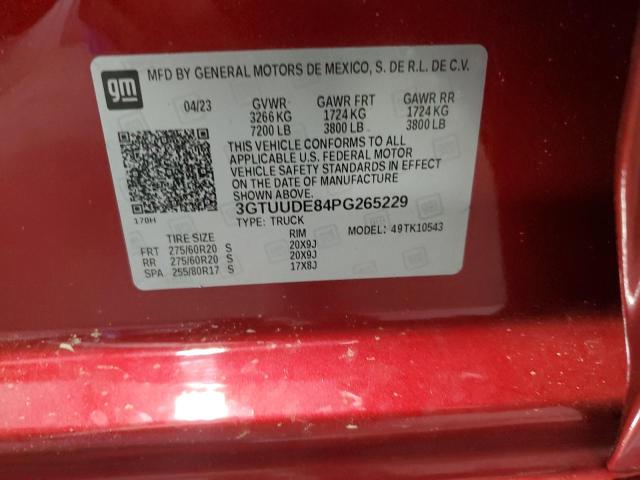 gm MFD BY GENERAL MOTORS DE MEXICO, S. DE R.L. DE C.V.
04/23 GVWR GAWR FRT GAWR RR
3266 KG 1724 KG 1724 KG
7200 LB 3800 LB 3800 LB
THIS VEHICLE CONFORMS TO ALL
APPLICABLE U.S. FEDERAL MOTOR
VEHICLE SAFETY STANDARDS IN EFFECT
ON THE DATE OF MANUFACTURE
SHOWN ABOVE.
170H 3GTUUDE84PG265229
TYPE: TRUCK MODEL: 49TK10543
TIRE SIZE RIM
FRT 275/60R20 S 20X9J
RR 275/60R20 S 20X9J
SPA 255/80R17 S 17X8J